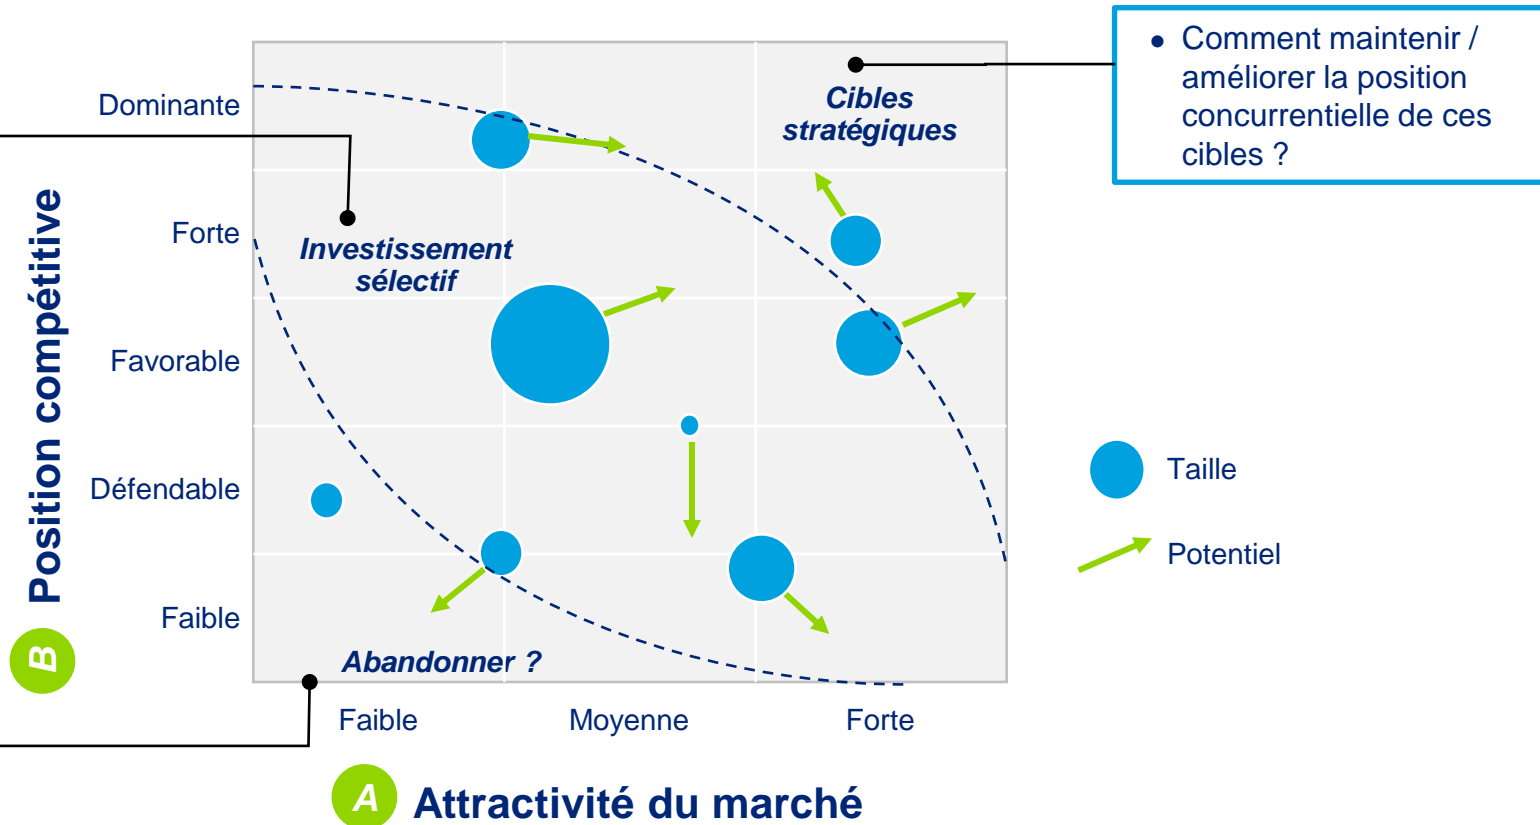 • Comment maintenir /
améliorer la position
concurrentielle de ces
cibles ?
Dominante
Forte
Favorable
Défendable
Faible
B
Position compétitive
Cibles
stratégiques
Investissement
sélectif
Abandonner ?
Taille
Potentiel
Faible
Moyenne
Forte
A
Attractivité du marché